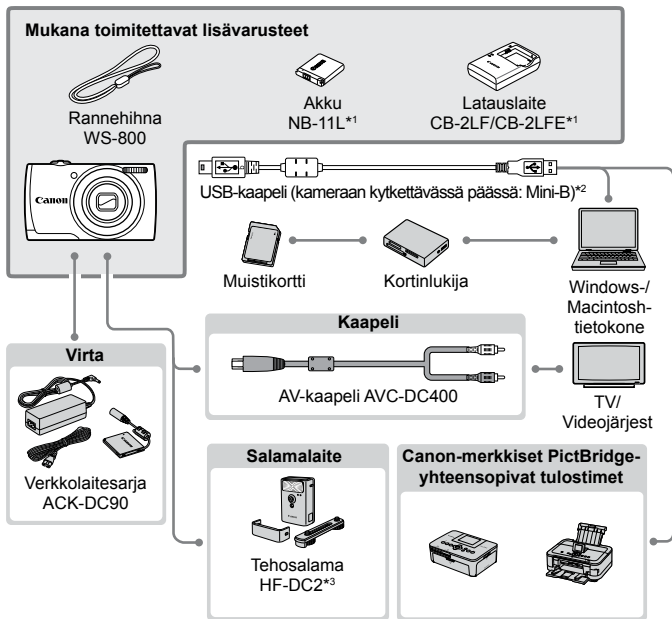 Mukana toimitettavat lisävarusteet
Rannehihna
WS-800
Akku
NB-11L*1
Latauslaite
CB-2LF/CB-2LFE*1
Canon
USB-kaapeli (kameraan kytkettävässä päässä: Mini-B)*2
Muistikortti
Kortinlukija
Windows-/
Macintosh-
tietokone
Kaapeli
AV-kaapeli AVC-DC400
TV/
Videojärjest
Virta
Verkkolaitesarja
ACK-DC90
Salamalaite
Tehosalama
HF-DC2*3
Canon-merkkiset PictBridge-
yhteensopivat tulostimet